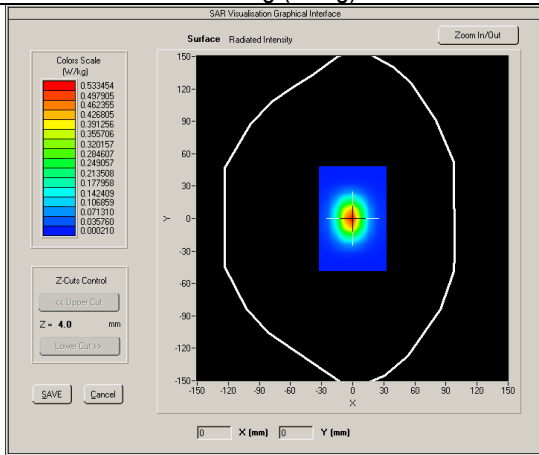 SAR Visualisation Graphical Interface
Surface Radiated Intensity
Zoom In/Out
Colors Scale
(W/kg)
0.533454
0.497905
0.462355
0.426805
0.391256
0.355706
0.320157
0.284607
0.249057
0.213508
0.177958
0.142409
0.106859
0.071310
0.035760
0.000210
Z-Cuts Control
<< Upper Cut
Z = 4.0 mm
Lower Cut >>
SAVE Cancel
150-
120-
90-
60-
30-
0-
-30-
-60-
-90-
-120-
-150-
Y
-150 -120 -90 -60 -30 0 30 60 90 120 150
X
0 X (mm) 0 Y (mm)